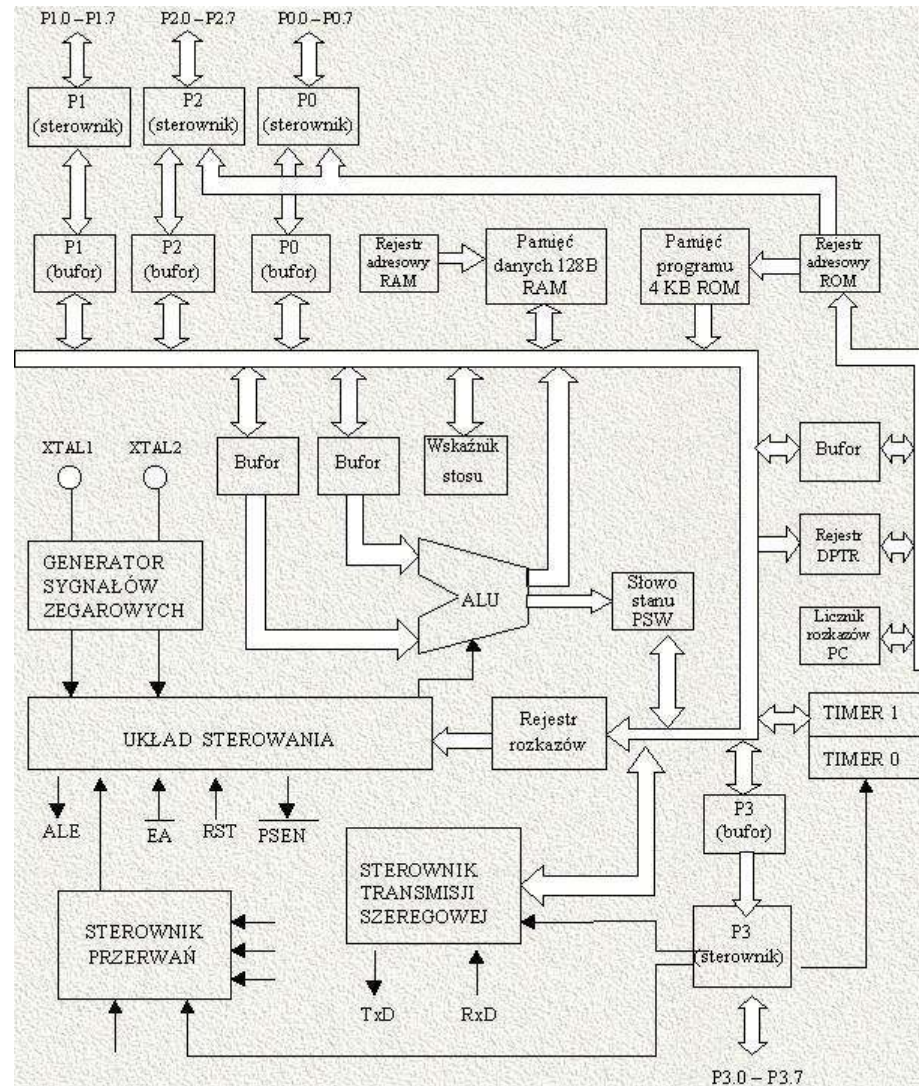 P1.0–P1.7
P2.0–P2.7
P0.0–P0.7
P1
(sterownik)
P2
(sterownik)
P0
(sterownik)
P1
(bufor)
P2
(bufor)
P0
(bufor)
Rejestr
adresowy
RAM
Pamięć
danych 128B
RAM
Pamięć
programu
4 KB ROM
Rejestr
adresowy
ROM
XTAL1
XTAL2
Bufor
Bufor
Wskaźnik
stosu
Bufor
GENERATOR
SYGNAŁÓW
ZEGAROWYCH
ALU
Słowo
stanu
PSW
Rejestr
DPTR
Licznik
rozkazów
PC
UKŁAD STEROWANIA
Rejestr
rozkazów
TIMER 1
TIMER 0
ALE
EA
RST
PSEN
P3
(bufor)
STEROWNIK
TRANSMISJI
SZEREGOWEJ
STEROWNIK
PRZERWAŃ
P3
(sterownik)
TxD
RxD
P3.0–P3.7